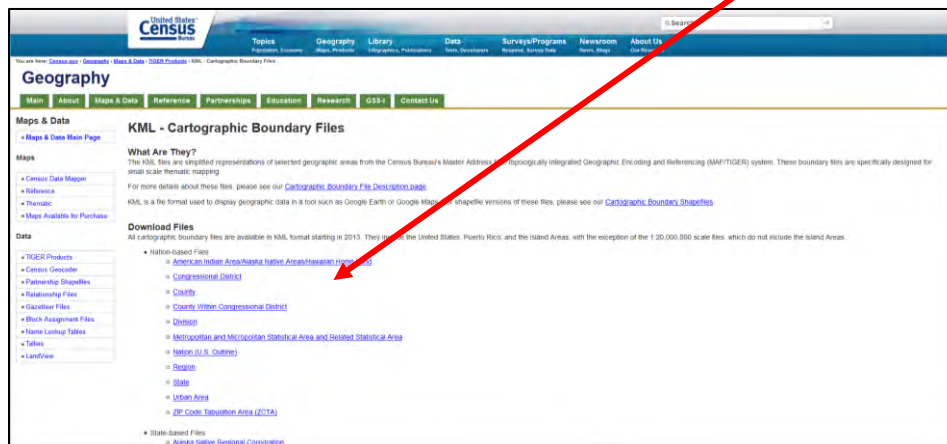 United States®
Census
Bureau
Search
Topics
Population, Economy
Geography
Maps, Products
Library
Infographics, Publications
Data
Tools, Developers
Surveys/Programs
Respond, Survey Data
Newsroom
News, Blogs
About Us
Our Research
You are here: Census.gov › Geography › Maps & Data › TIGER Products › KML - Cartographic Boundary Files
Geography
Main About Maps & Data Reference Partnerships Education Research GSS-I Contact Us
Maps & Data
Maps & Data Main Page
Maps
Census Data Mapper
Reference
Thematic
Maps Available for Purchase
Data
TIGER Products
Census Geocoder
Partnership Shapefiles
Relationship Files
Gazetteer Files
Block Assignment Files
Name Lookup Tables
Tallies
LandView
KML - Cartographic Boundary Files
What Are They?
The KML files are simplified representations of selected geographic areas from the Census Bureau's Master Address Topologically Integrated Geographic Encoding and Referencing (MAF/TIGER) system. These boundary files are specifically designed for
small scale thematic mapping.
For more details about these files, please see our Cartographic Boundary File Description page.
KML is a file format used to display geographic data in a tool such as Google Earth or Google Maps. shapefile versions of these files, please see our Cartographic Boundary Shapefiles.
Download Files
All cartographic boundary files are available in KML format starting in 2013. They include the United States, Puerto Rico, and the Island Areas, with the exception of the 1:20,000,000 scale files, which do not include the Island Areas.
• Nation-based Files
American Indian Area/Alaska Native Areas/Hawaiian Home Land
Congressional District
County
County Within Congressional District
Division
Metropolitan and Micropolitan Statistical Area and Related Statistical Area
Nation (U.S. Outline)
Region
State
Urban Area
ZIP Code Tabulation Area (ZCTA)
• State-based Files
Alaska Native Regional Corporation